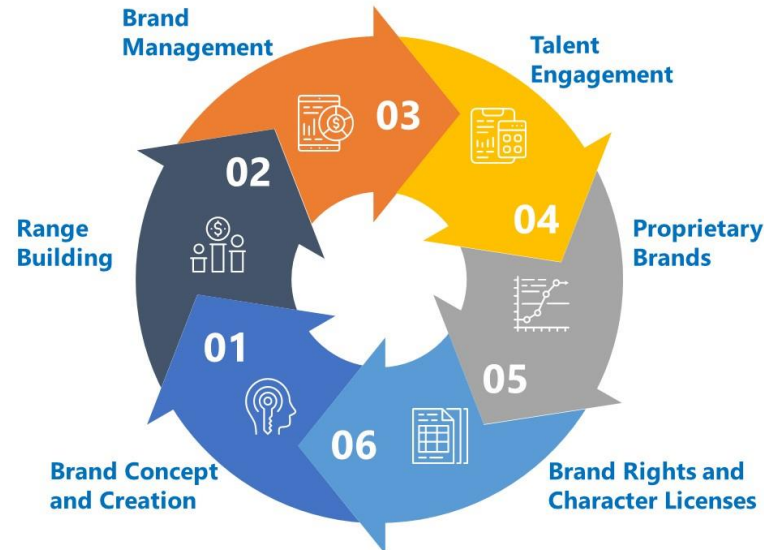 Brand
Management
Talent
Engagement
03
02
04
Range
Building
Proprietary
Brands
01
05
06
Brand Concept
and Creation
Brand Rights and
Character Licenses
$
$